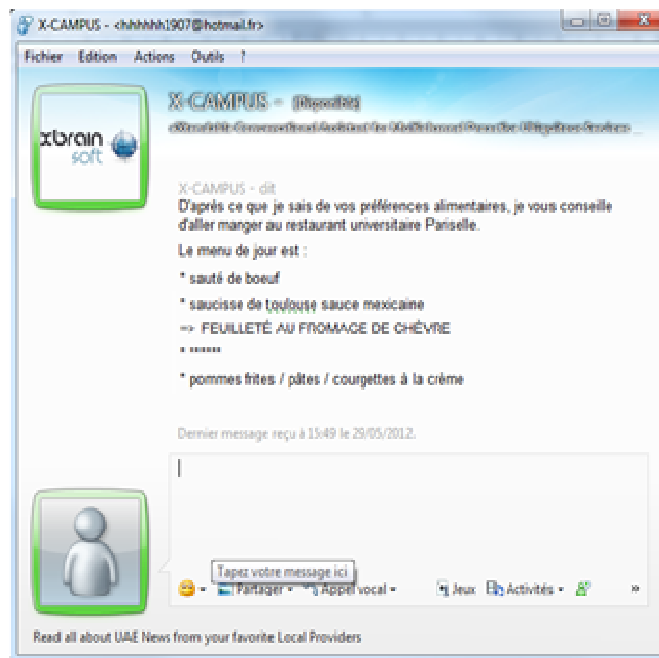 X-CAMPUS - <hhhhhh1907@hotmail.fr>
Fichier Edition Actions Outils ?
X-CAMPUS - (Disponible)
xbrain
soft
X-CAMPUS - dit
D'après ce que je sais de vos préférences alimentaires, je vous conseille
d'aller manger au restaurant universitaire Pariselle.
Le menu de jour est :
* sauté de boeuf
* saucisse de toulouse sauce mexicaine
=> FEUILLETÉ AU FROMAGE DE CHÈVRE
* *******
* pommes frites / pâtes / courgettes à la crème
Dernier message reçu à 15:49 le 29/05/2012.
Tapez votre message ici
Partager Appel vocal Jeux Activités »
Read all about UAE News from your favorite Local Providers